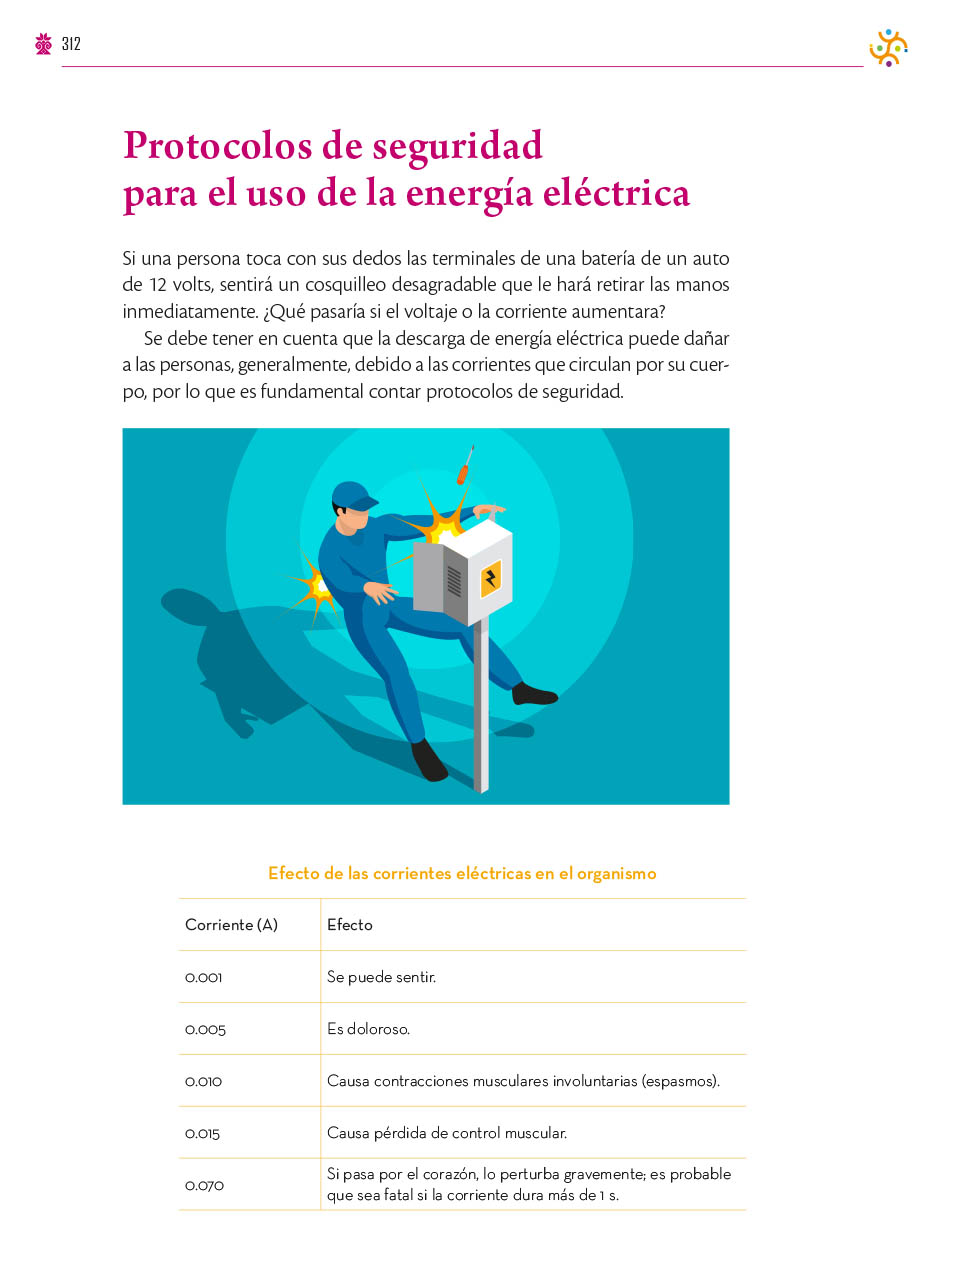 312
Protocolos de seguridad
para el uso de la energía eléctrica
Si una persona toca con sus dedos las terminales de una batería de un auto
de 12 volts, sentirá un cosquilleo desagradable que le hará retirar las manos
inmediatamente. ¿Qué pasaría si el voltaje o la corriente aumentara?
Se debe tener en cuenta que la descarga de energía eléctrica puede dañar
a las personas, generalmente, debido a las corrientes que circulan por su cuer-
po, por lo que es fundamental contar protocolos de seguridad.
Efecto de las corrientes eléctricas en el organismo
Corriente (A) Efecto
0.001 Se puede sentir.
0.005 Es doloroso.
0.010 Causa contracciones musculares involuntarias (espasmos).
0.015 Causa pérdida de control muscular.
0.070 Si pasa por el corazón, lo perturba gravemente; es probable
que sea fatal si la corriente dura más de 1 s.